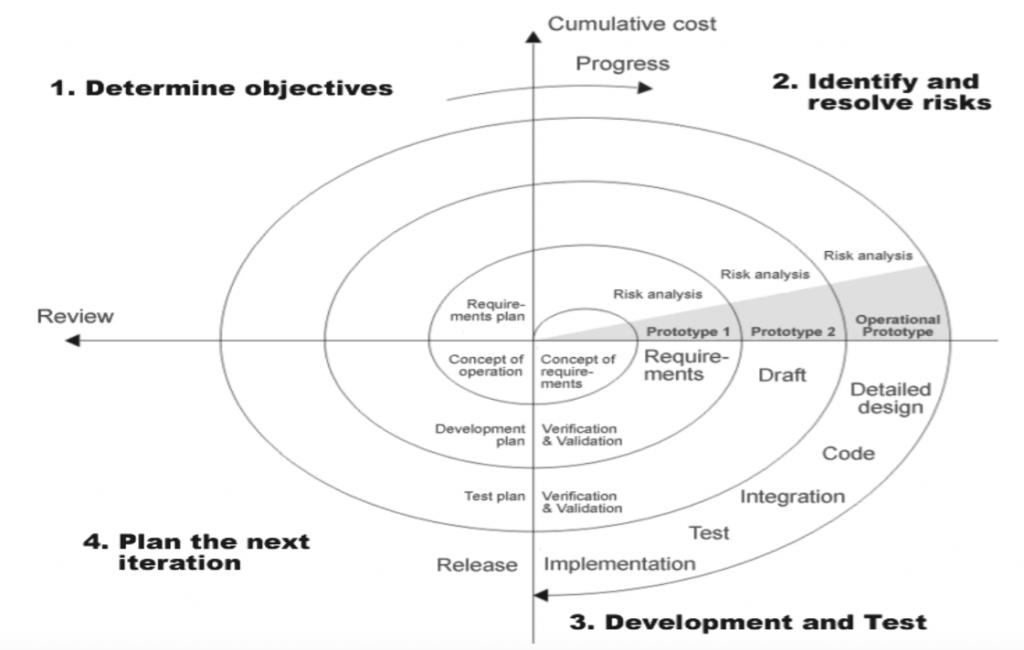 Cumulative cost
Progress
1. Determine objectives
2. Identify and
resolve risks
Risk analysis
Risk analysis
Risk analysis
Require-
ments plan
Review
Prototype 1
Prototype 2
Operational
Prototype
Concept of
operation
Concept of
require-
ments
Require-
ments
Draft
Detailed
design
Development
plan
Verification
& Validation
Code
Test plan
Verification
& Validation
Integration
Test
4. Plan the next
iteration
Release
Implementation
3. Development and Test